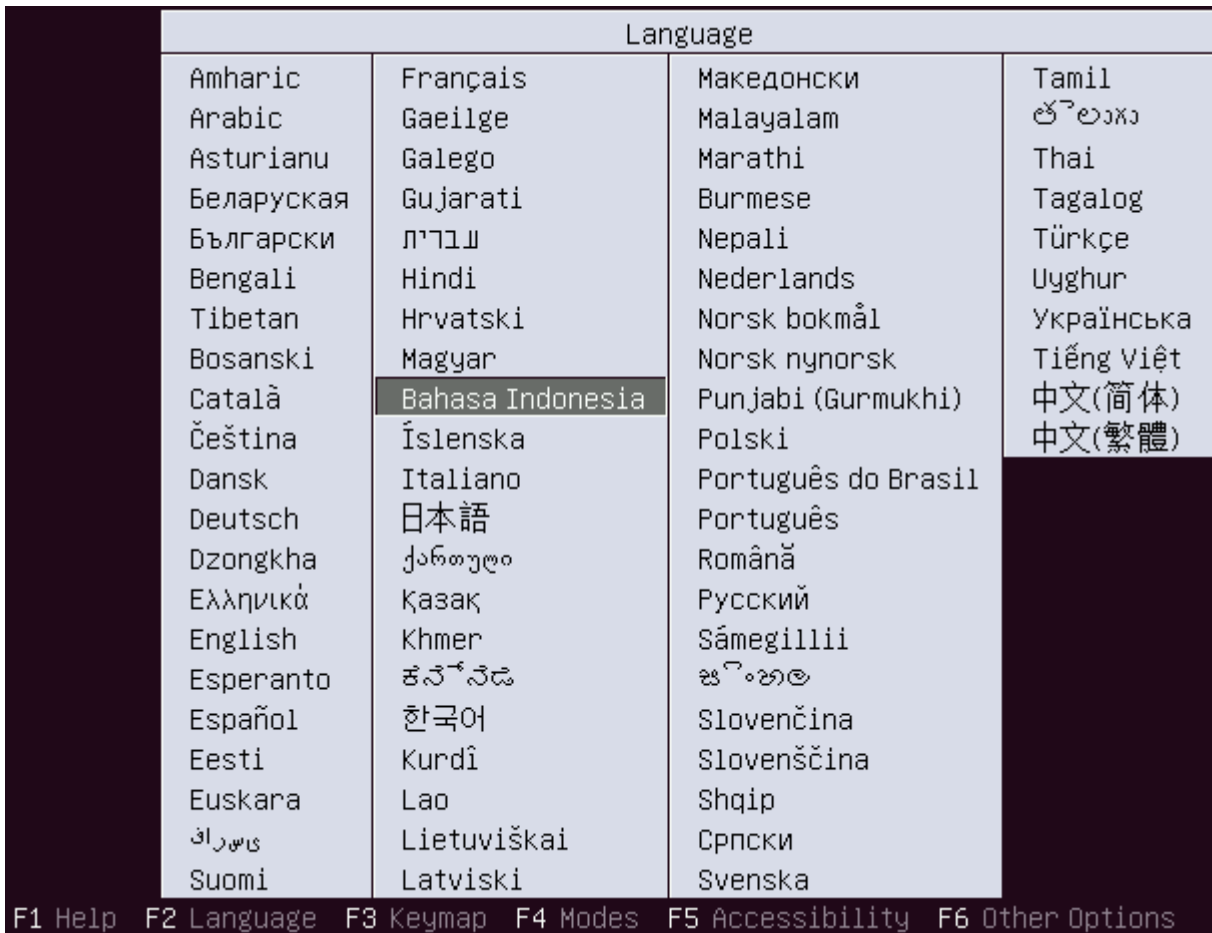 Language
Amharic
Arabic
Asturianu
Беларуская
Български
Bengali
Tibetan
Bosanski
Català
Čeština
Dansk
Deutsch
Dzongkha
Ελληνικά
English
Esperanto
Español
Eesti
Euskara
ﻯﺱﺭﺍﻑ
Suomi
Français
Gaeilge
Galego
Gujarati
תירבע
Hindi
Hrvatski
Magyar
Bahasa Indonesia
Íslenska
Italiano
日本語
ქართული
Қазақ
Khmer
ಕನ್ನಡ
한국어
Kurdî
Lao
Lietuviškai
Latviski
Македонски
Malayalam
Marathi
Burmese
Nepali
Nederlands
Norsk bokmål
Norsk nynorsk
Punjabi (Gurmukhi)
Polski
Português do Brasil
Português
Română
Русский
Sámegillii
සිංහල
Slovenčina
Slovenščina
Shqip
Српски
Svenska
Tamil
తెలుగు
Thai
Tagalog
Türkçe
Uyghur
Українська
Tiếng Việt
中文(简体)
中文(繁體)
F1 Help F2 Language F3 Keymap F4 Modes F5 Accessibility F6 Other Options